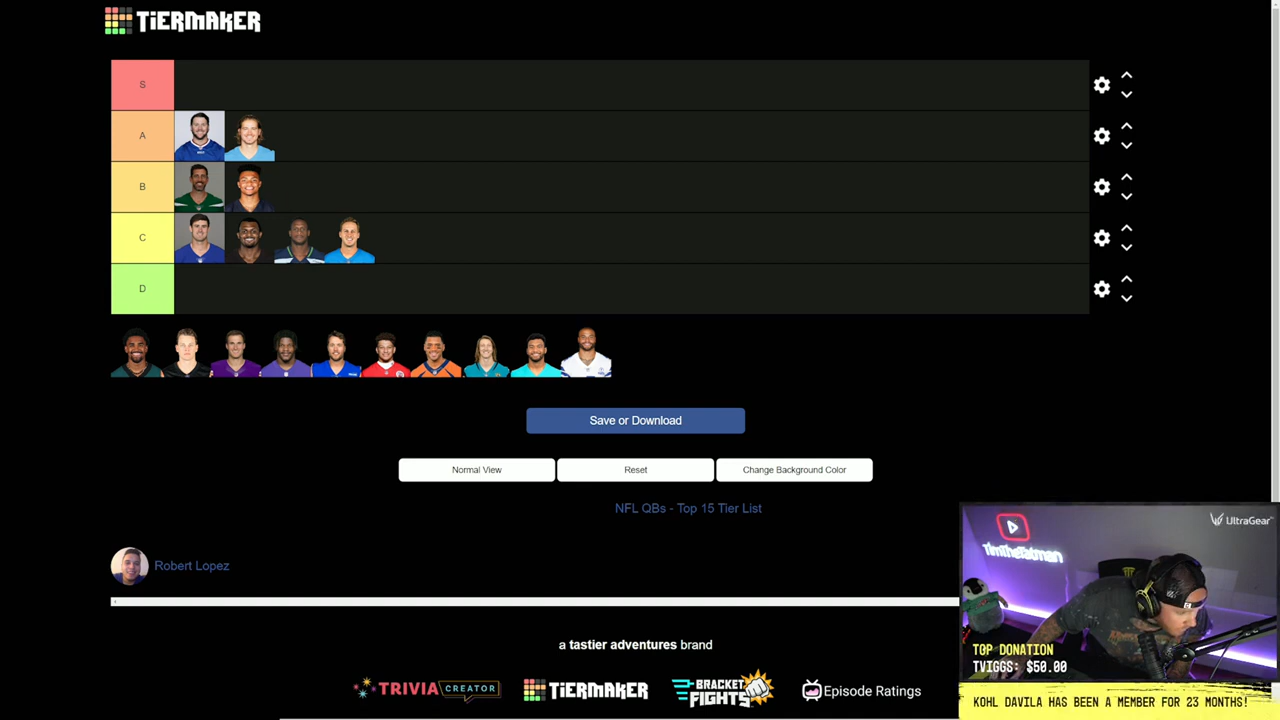 TiERMAKER
S
A
B
C
D
Save or Download
Normal View
Reset
Change Background Color
NFL QBs - Top 15 Tier List
Robert Lopez
a tastier adventures brand
TRIVIA CREATOR
TiERMAKER
BRACKET FIGHTS
Episode Ratings
UltraGear
TimTheTatman
TOP DONATION
TVIGGS: $50.00
KOHL DAVILA HAS BEEN A MEMBER FOR 23 MONTHS!